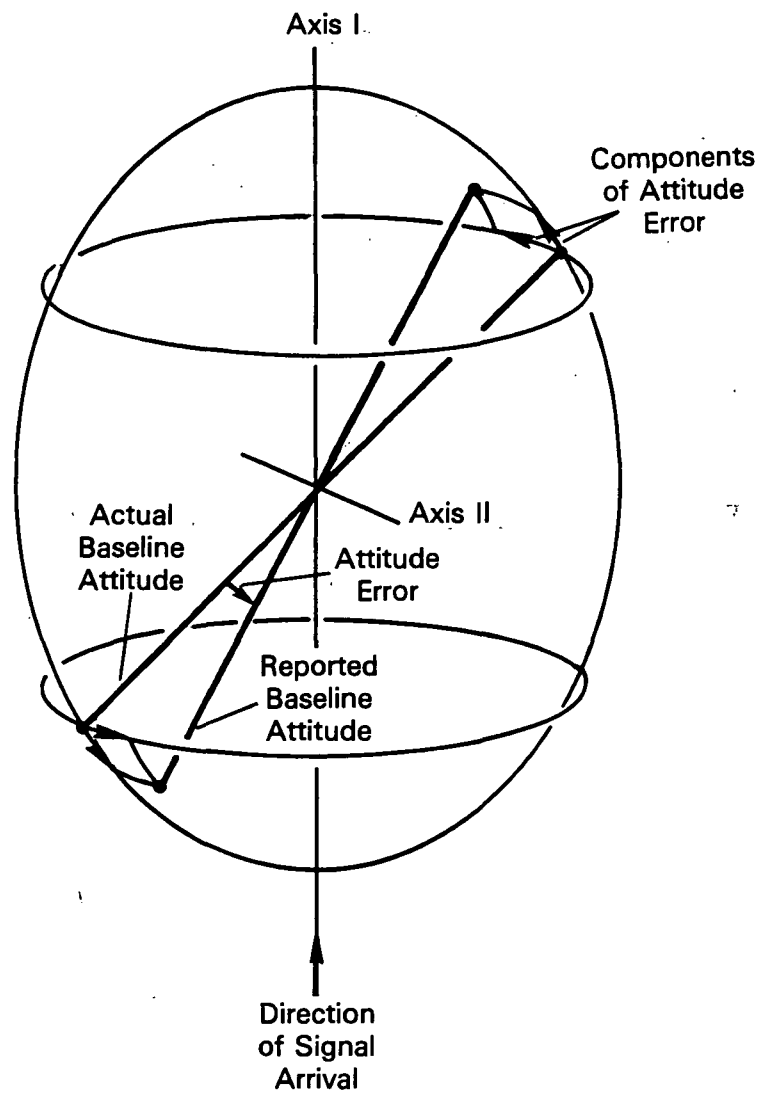 Axis I
Components
of Attitude
Error
Axis II
Actual
Baseline
Attitude
Attitude
Error
Reported
Baseline
Attitude
Direction
of Signal
Arrival